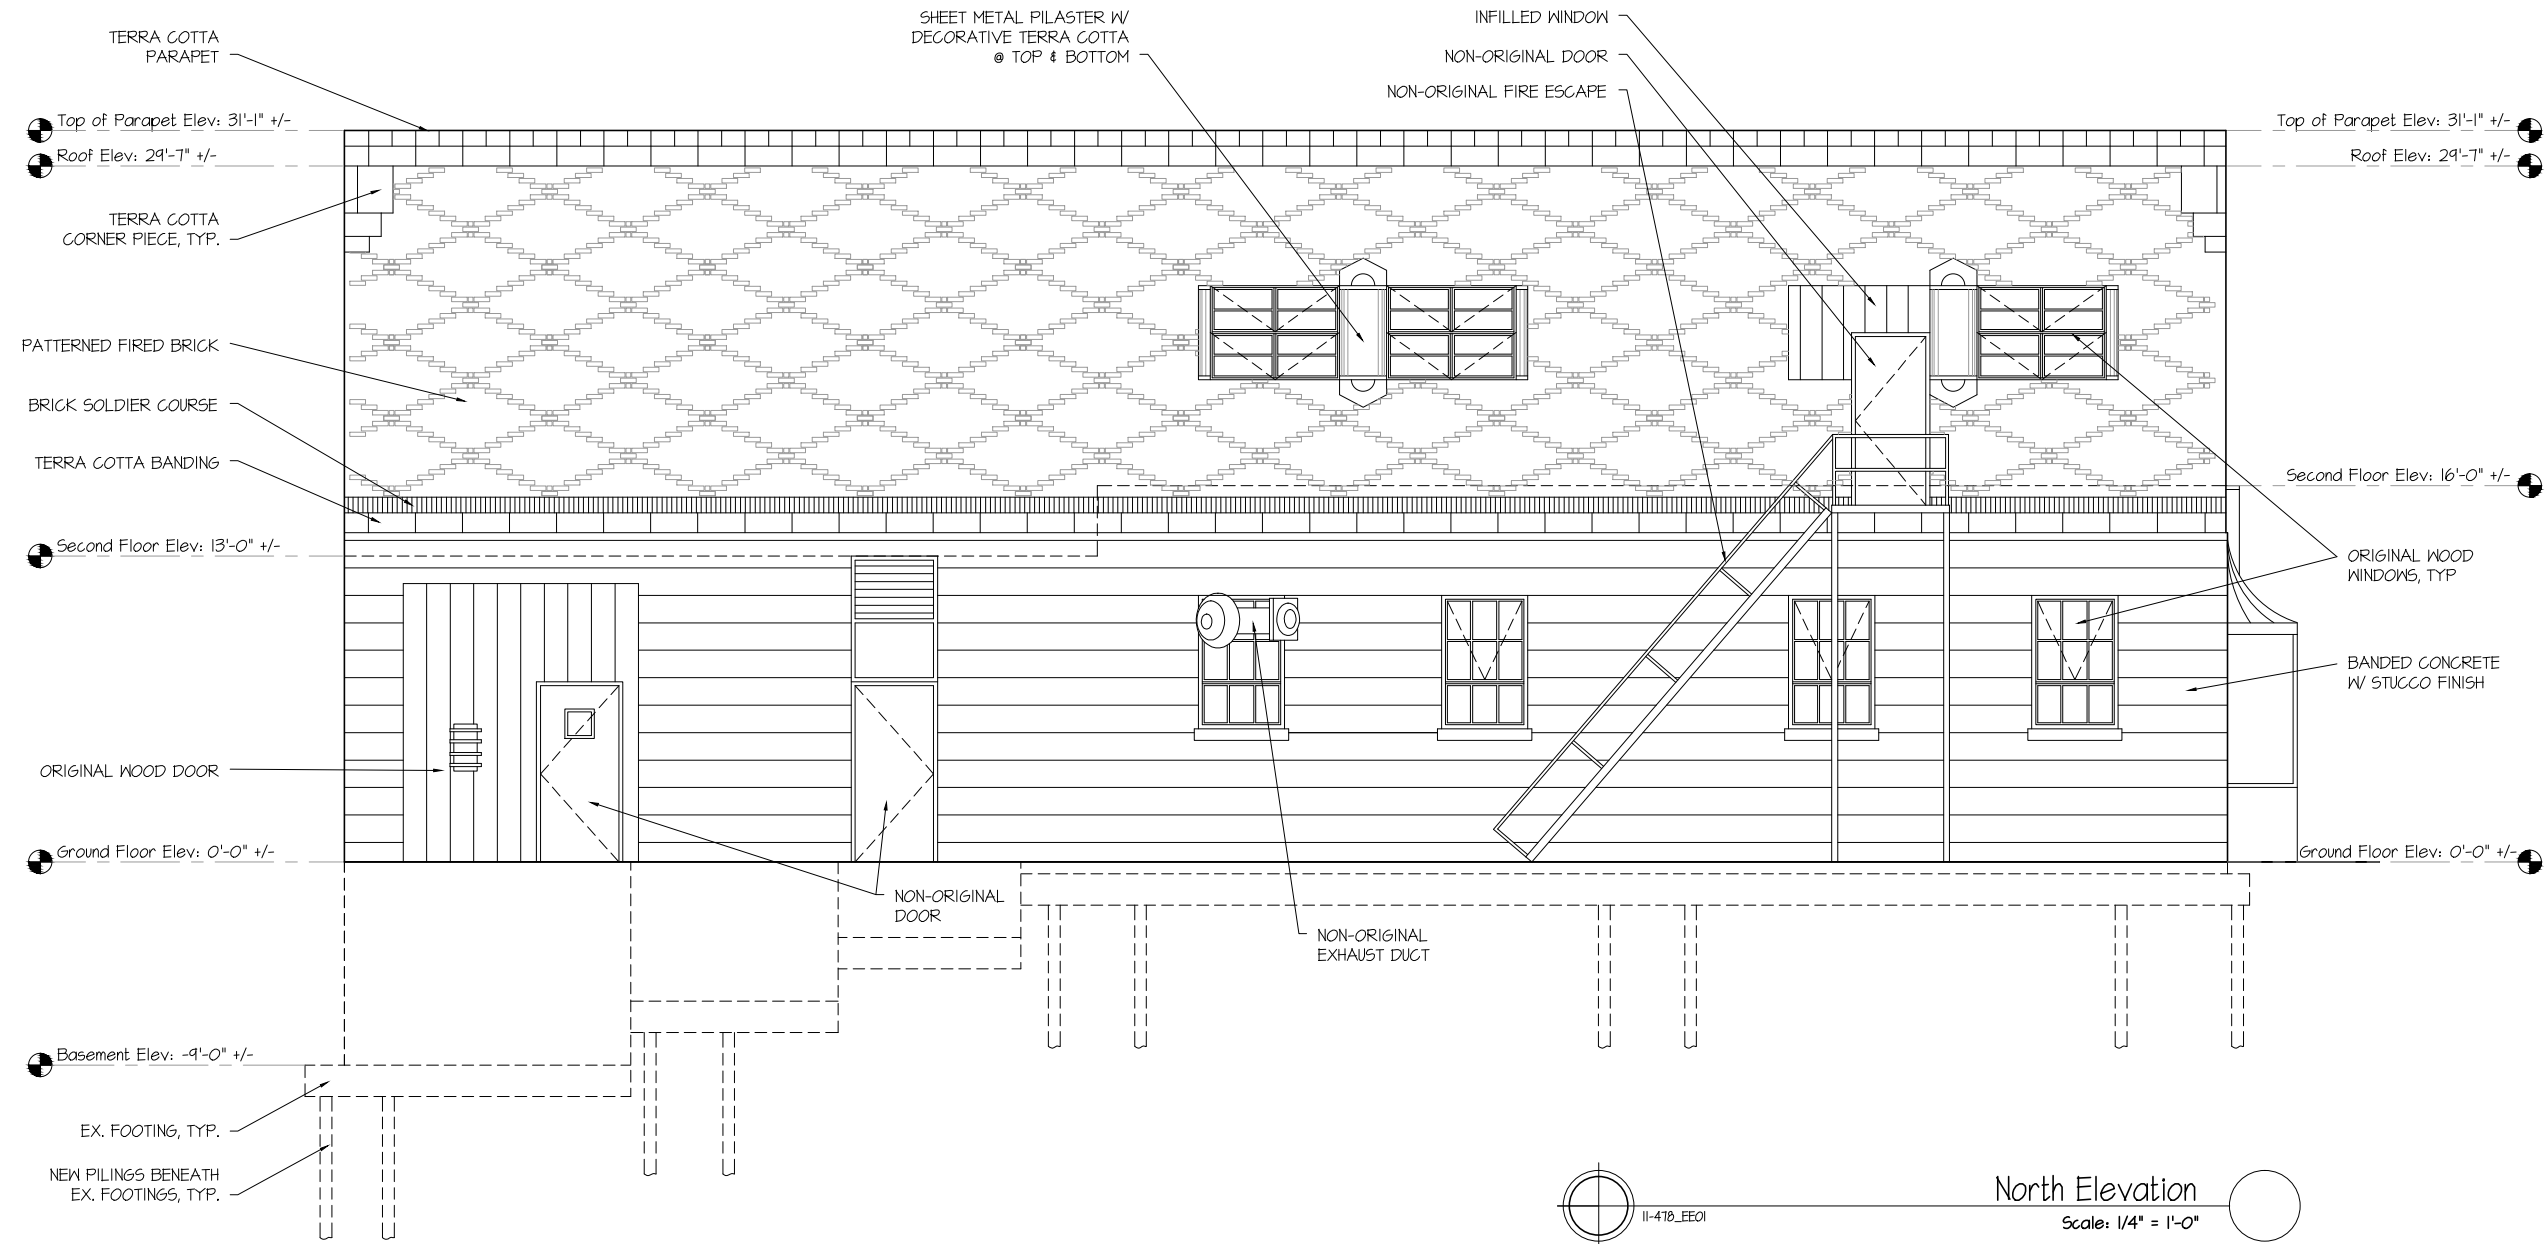 SHEET METAL PILASTER W/
DECORATIVE TERRA COTTA
@ TOP & BOTTOM
INFILLED WINDOW
NON-ORIGINAL DOOR
NON-ORIGINAL FIRE ESCAPE
TERRA COTTA
PARAPET
Top of Parapet Elev: 31'-1" +/-
Top of Parapet Elev: 31'-1" +/-
Roof Elev: 29'-7" +/-
Roof Elev: 29'-7" +/-
TERRA COTTA
CORNER PIECE, TYP.
PATTERNED FIRED BRICK
BRICK SOLDIER COURSE
TERRA COTTA BANDING
Second Floor Elev: 16'-0" +/-
Second Floor Elev: 13'-0" +/-
ORIGINAL WOOD
WINDOWS, TYP
BANDED CONCRETE
W/ STUCCO FINISH
ORIGINAL WOOD DOOR
Ground Floor Elev: 0'-0" +/-
Ground Floor Elev: 0'-0" +/-
NON-ORIGINAL
DOOR
NON-ORIGINAL
EXHAUST DUCT
Basement Elev: -9'-0" +/-
EX. FOOTING, TYP.
NEW PILINGS BENEATH
EX. FOOTINGS, TYP.
North Elevation
11-478_EE01
Scale: 1/4" = 1'-0"